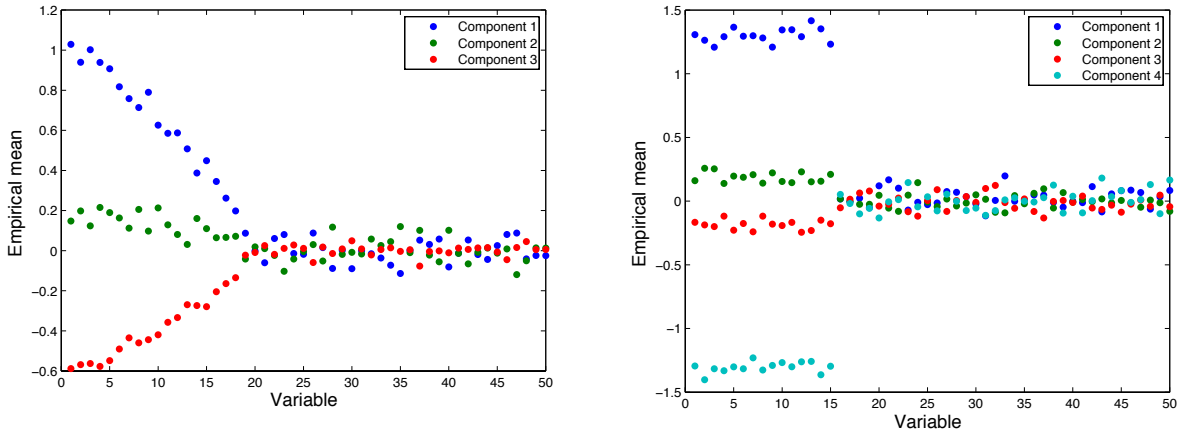 Component 1
Component 2
Component 3
1.2
1
0.8
0.6
0.4
0.2
0
-0.2
-0.4
-0.6
0 5 10 15 20 25 30 35 40 45 50
Variable
Empirical mean
Component 1
Component 2
Component 3
Component 4
1.5
1
0.5
0
-0.5
-1
-1.5
0 5 10 15 20 25 30 35 40 45 50
Variable
Empirical mean